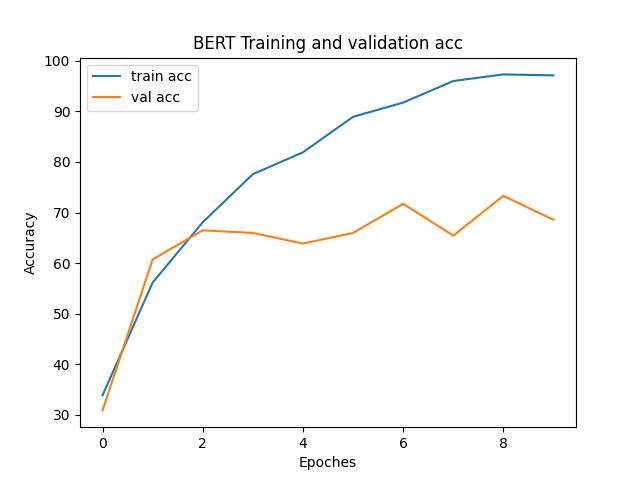 BERT Training and validation acc
train acc
val acc
100
90
80
70
60
50
40
30
Accuracy
0 2 4 6 8
Epoches